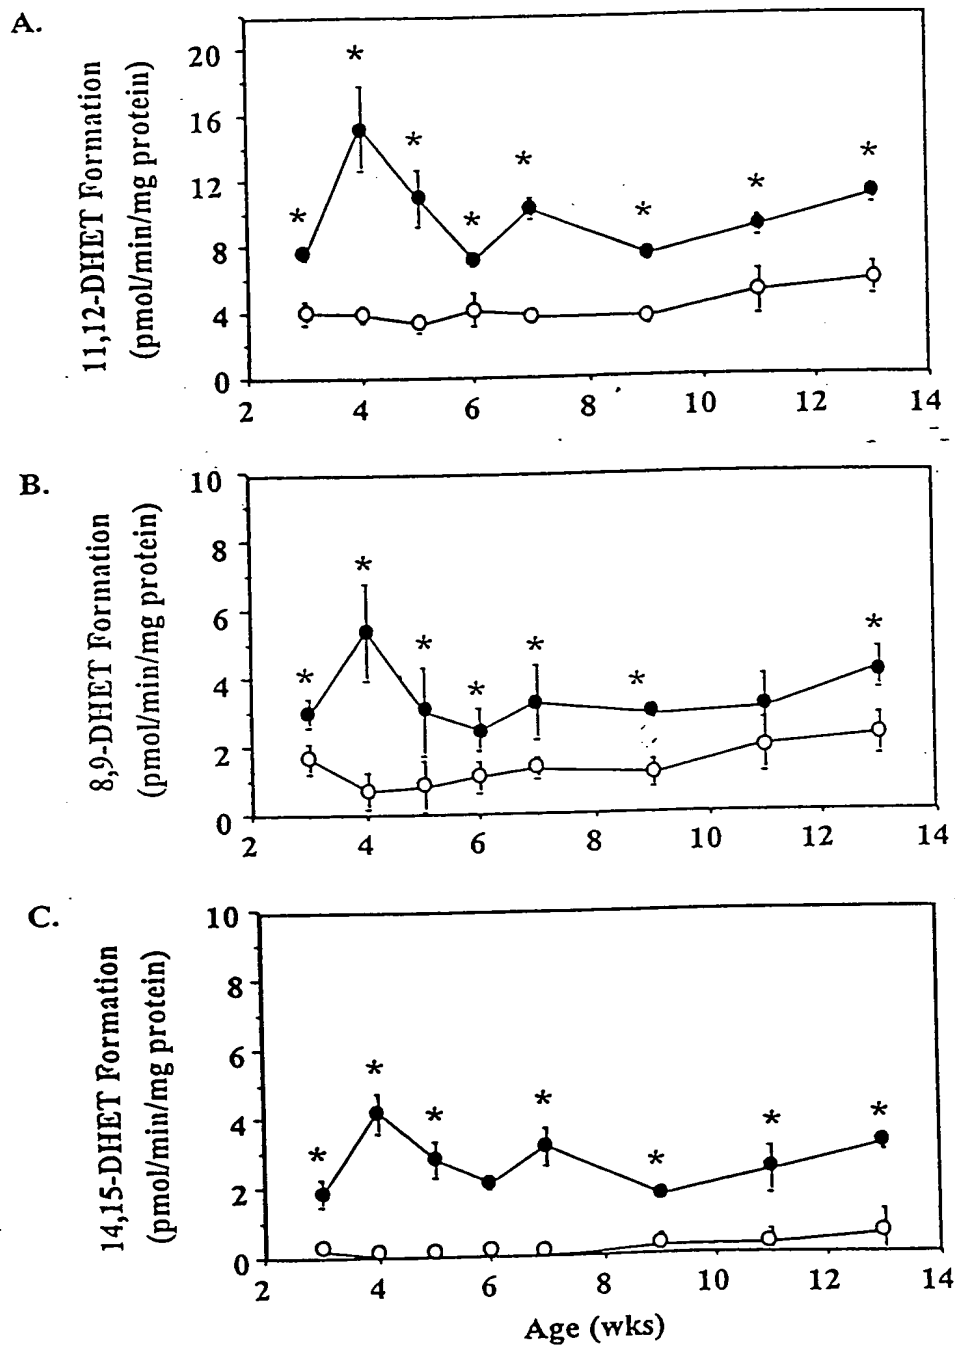 A.
11,12-DHET Formation
(pmol/min/mg protein)
20
16
12
8
4
0
2 4 6 8 10 12 14
* * * * * * * *
B.
8,9-DHET Formation
(pmol/min/mg protein)
10
8
6
4
2
0
2 4 6 8 10 12 14
* * * * * * *
C.
14,15-DHET Formation
(pmol/min/mg protein)
10
8
6
4
2
0
2 4 6 8 10 12 14
* * * * * * *
Age (wks)